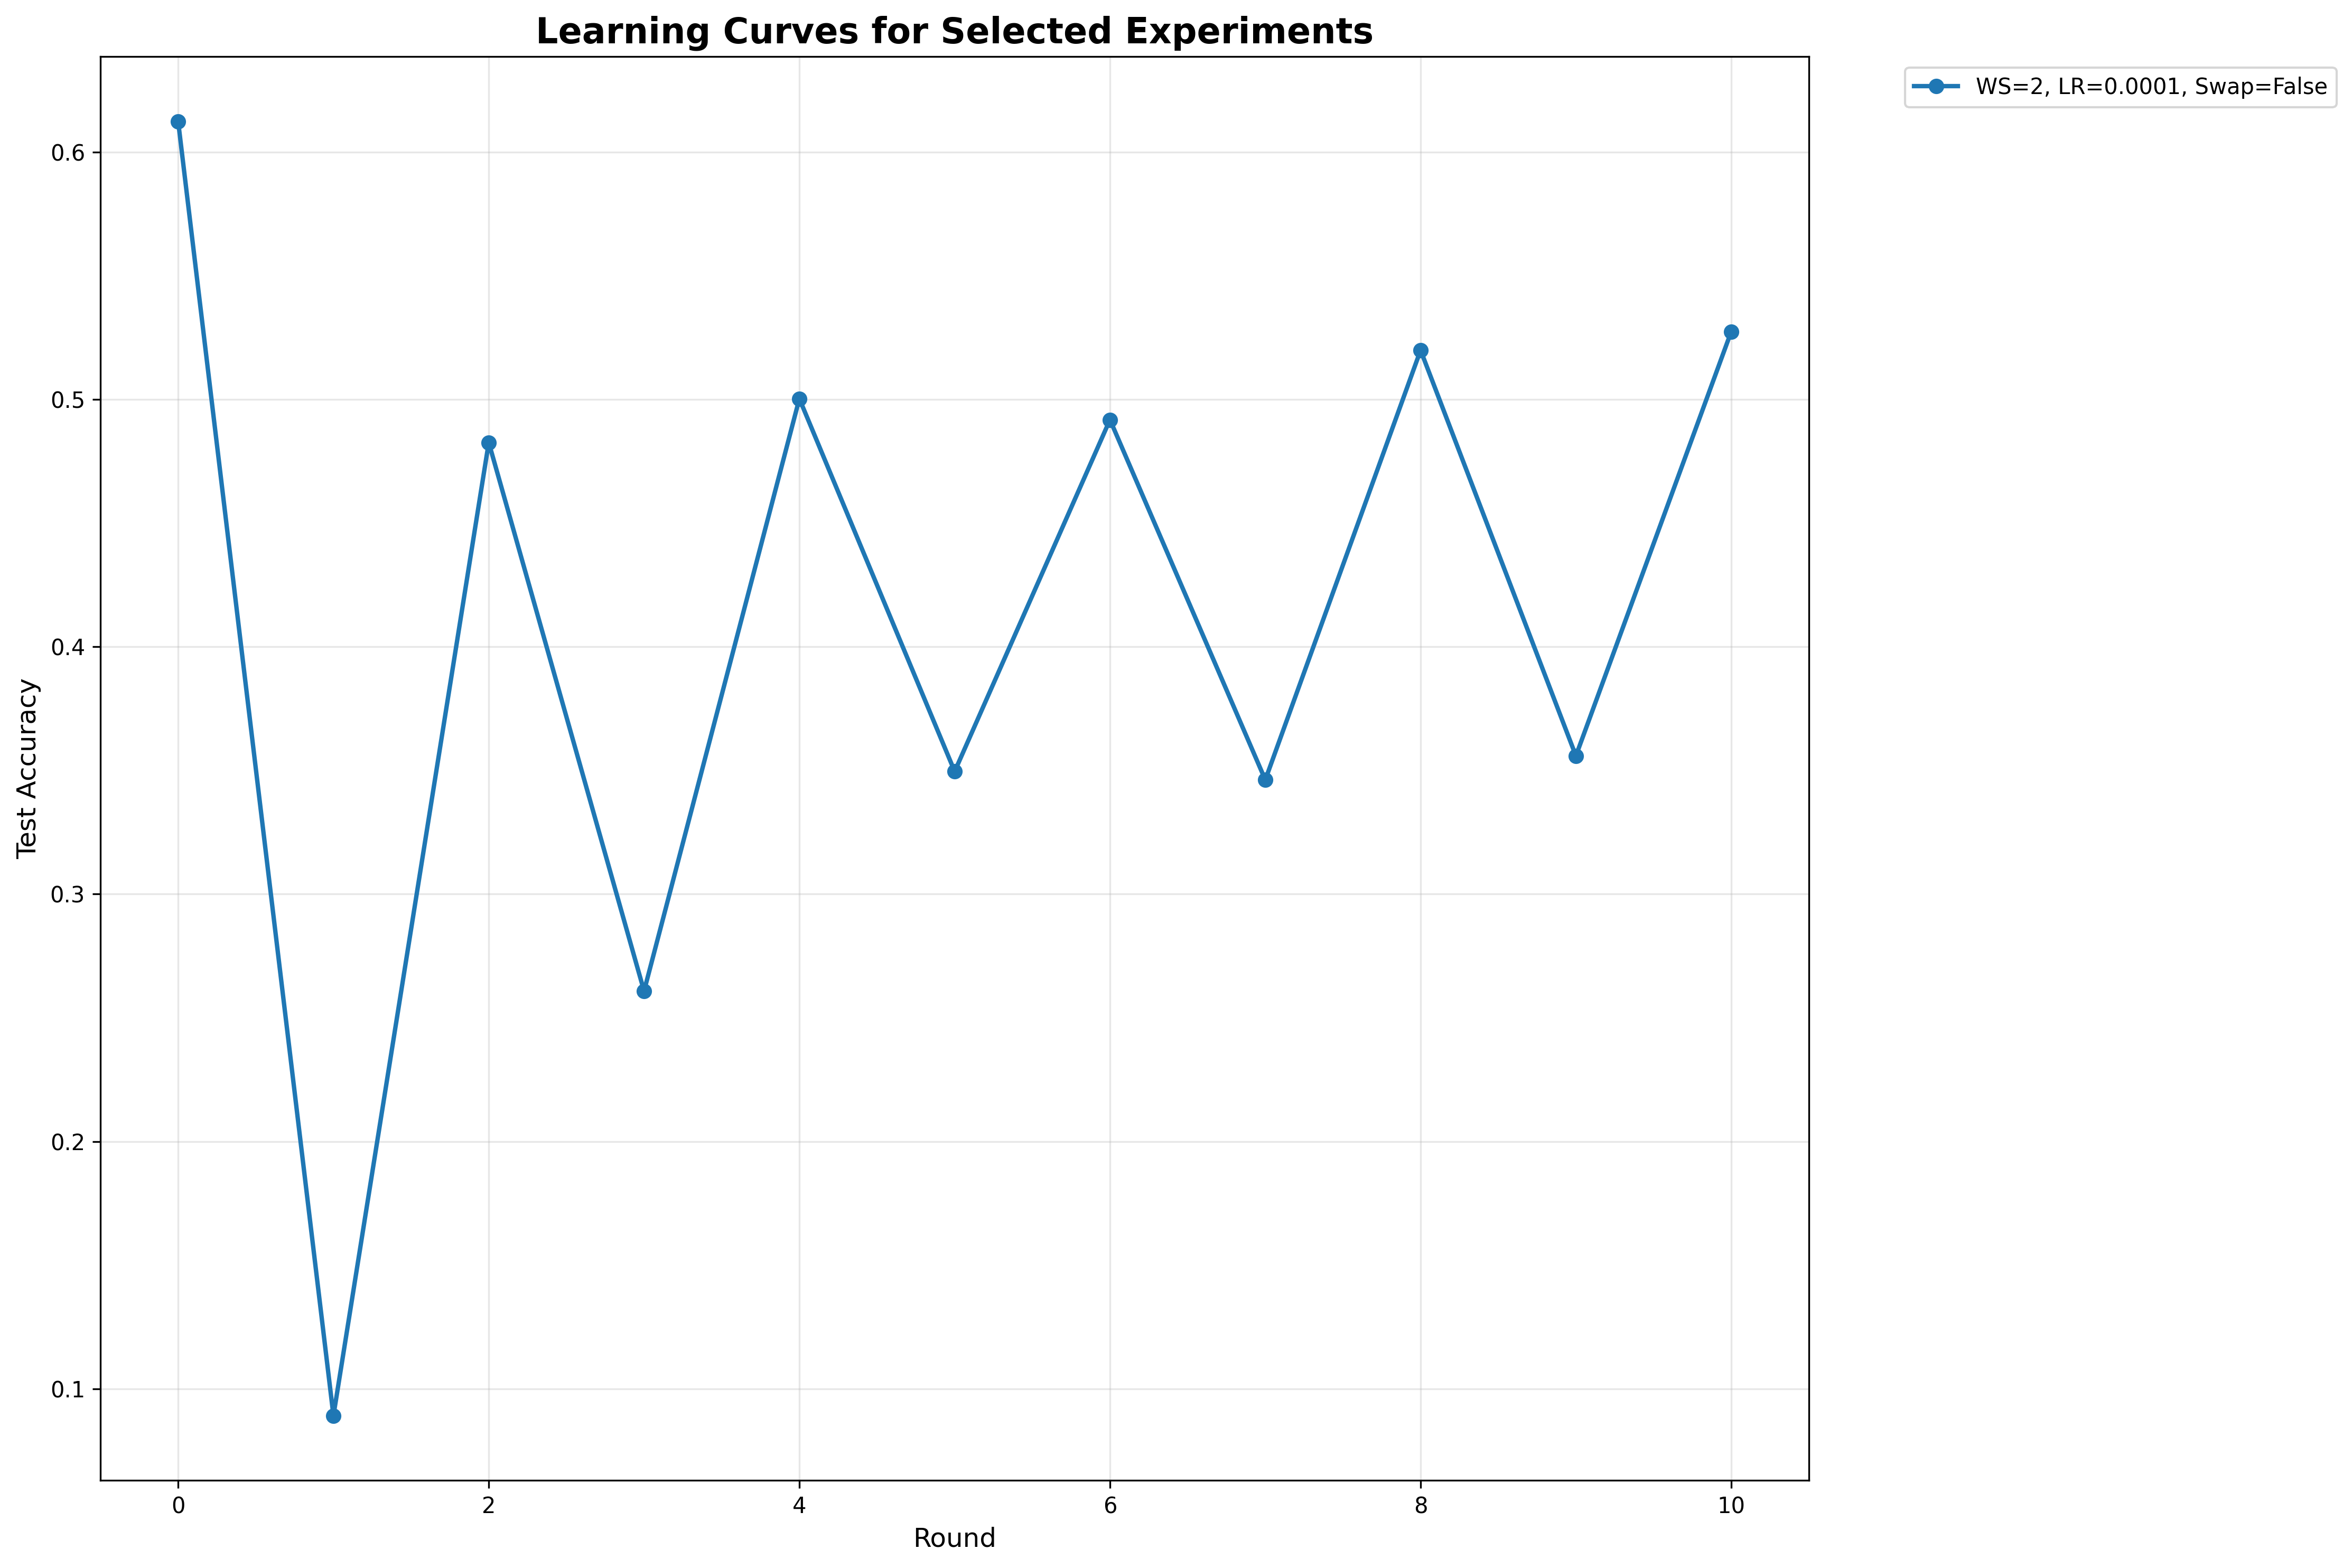 Learning Curves for Selected Experiments
WS=2, LR=0.0001, Swap=False
Test Accuracy
0.6
0.5
0.4
0.3
0.2
0.1
0 2 4 6 8 10
Round